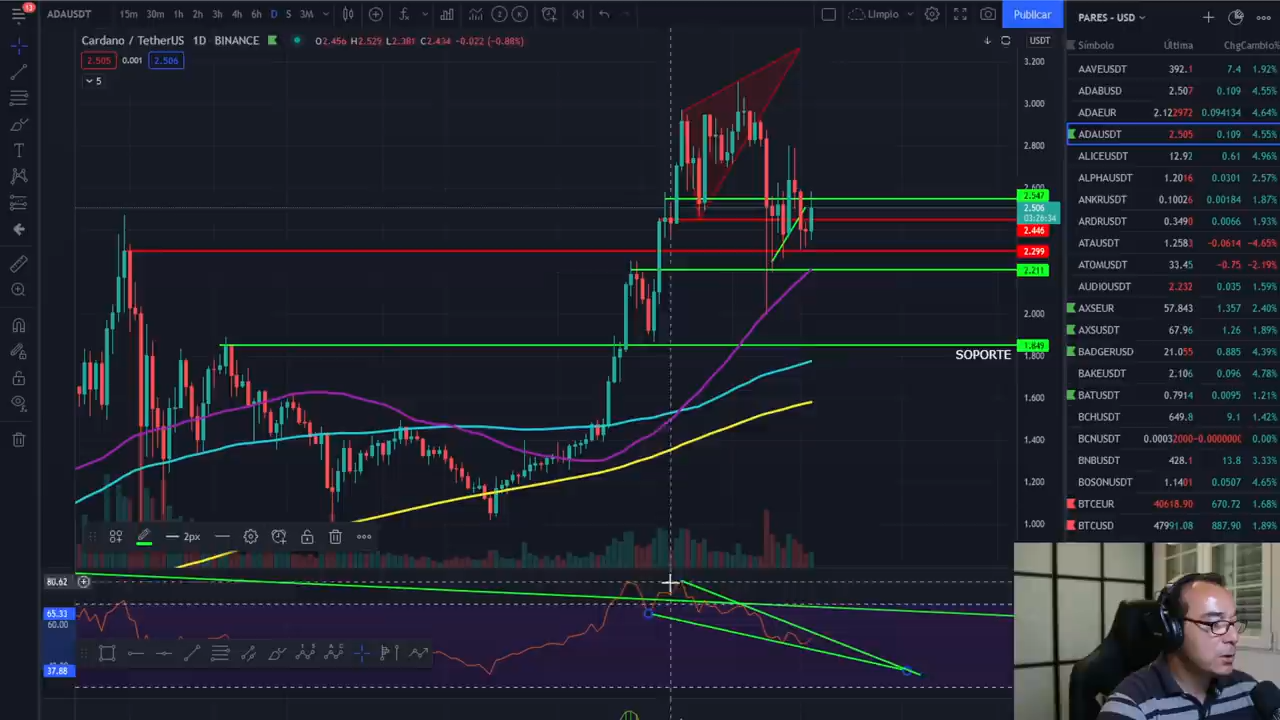 13
ADAUSDT
15m 30m 1h 2h 3h 4h 6h D S 3M
Limpio
Publicar
PARES - USD
Cardano / TetherUS 1D BINANCE O2.456 H2.529 L2.381 C2.434 -0.022 (-0.88%)
USDT
2.505 0.001 2.506
5
Símbolo Última Chg Cambio%
AAVEUSDT 392.1 7.4 1.92%
ADABUSD 2.507 0.109 4.55%
ADAEUR 2.122972 0.094134 4.64%
ADAUSDT 2.505 0.109 4.55%
ALICEUSDT 12.92 0.61 4.96%
ALPHAUSDT 1.2016 0.0301 2.57%
ANKRUSDT 0.10026 0.00184 1.87%
ARDRUSDT 0.3490 0.0066 1.93%
ATAUSDT 1.2583 -0.0614 -4.65%
ATOMUSDT 33.45 -0.75 -2.19%
AUDIOUSDT 2.232 0.035 1.59%
AXSEUR 57.843 1.357 2.40%
AXSUSDT 67.96 1.26 1.89%
BADGERUSD 21.055 0.885 4.39%
BAKEUSDT 2.106 0.096 4.78%
BATUSDT 0.7914 0.0095 1.21%
BCHUSDT 649.8 9.1 1.42%
BCNUSDT 0.00032000 -0.0000000 0.00%
BNBUSDT 428.1 13.8 3.33%
BOSONUSDT 1.1401 0.0507 4.65%
BTCEUR 40618.90 670.72 1.68%
BTCUSD 47991.08 887.90 1.89%
3.200
3.000
2.800
2.600
2.547
2.506
03:26:34
2.446
2.299
2.211
2.000
1.849
1.800
SOPORTE
1.600
1.400
1.200
1.000
2px
80.62
65.33
60.00
37.88